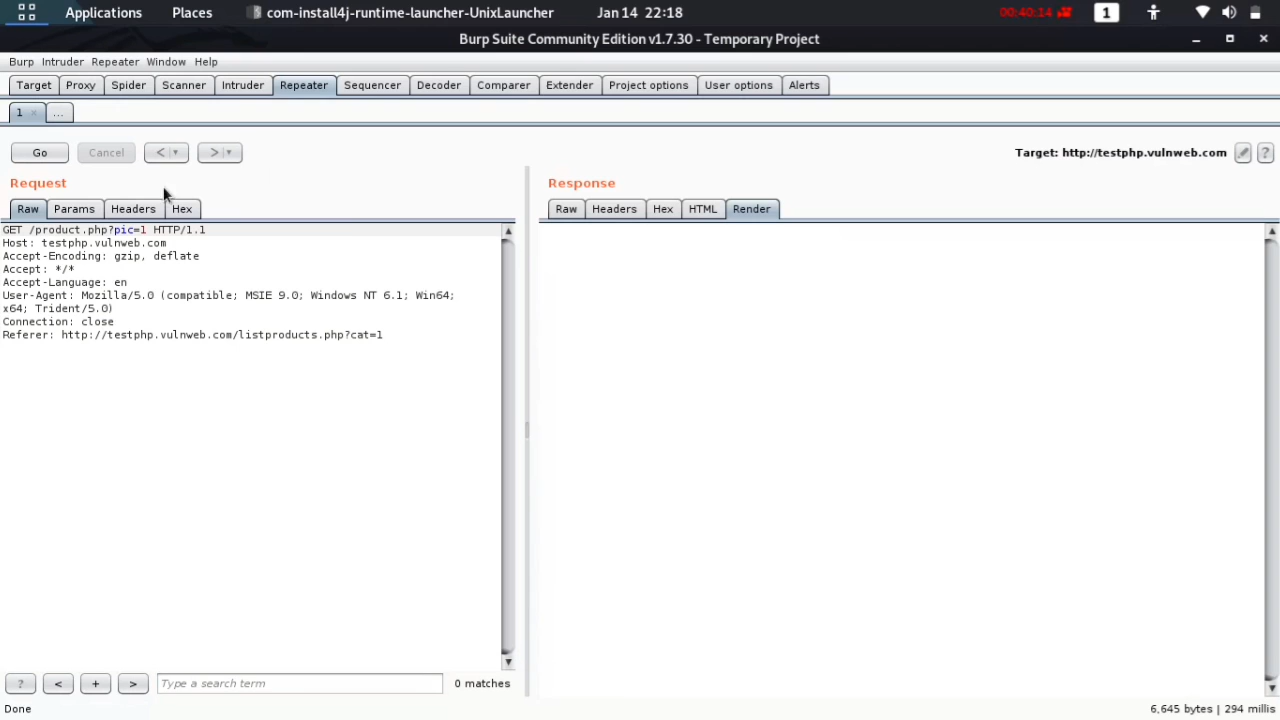 Applications Places com-install4j-runtime-launcher-UnixLauncher Jan 14 22:18 00:40:14 1
Burp Suite Community Edition v1.7.30 - Temporary Project
Burp Intruder Repeater Window Help
Target Proxy Spider Scanner Intruder Repeater Sequencer Decoder Comparer Extender Project options User options Alerts
1 × ...
Go Cancel < > Target: http://testphp.vulnweb.com ?
Request Response
Raw Params Headers Hex Raw Headers Hex HTML Render
GET /product.php?pic=1 HTTP/1.1
Host: testphp.vulnweb.com
Accept-Encoding: gzip, deflate
Accept: */*
Accept-Language: en
User-Agent: Mozilla/5.0 (compatible; MSIE 9.0; Windows NT 6.1; Win64;
x64; Trident/5.0)
Connection: close
Referer: http://testphp.vulnweb.com/listproducts.php?cat=1
? < + > Type a search term 0 matches
Done 6,645 bytes | 294 millis